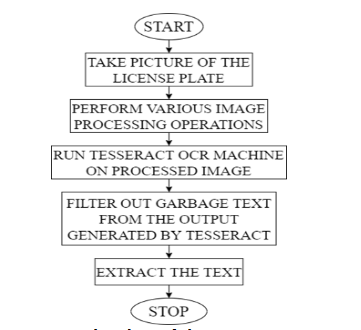 START
TAKE PICTURE OF THE
LICENSE PLATE
PERFORM VARIOUS IMAGE
PROCESSING OPERATIONS
RUN TESSERACT OCR MACHINE
ON PROCESSED IMAGE
FILTER OUT GARBAGE TEXT
FROM THE OUTPUT
GENERATED BY TESSERACT
EXTRACT THE TEXT
STOP